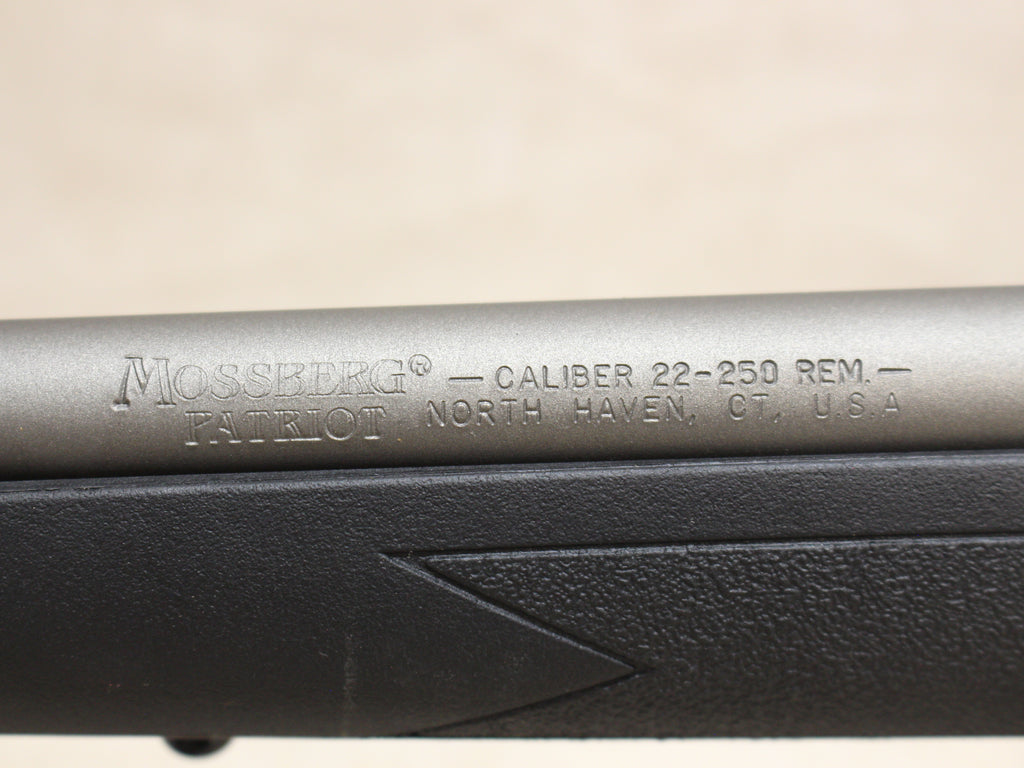 MOSSBERG® — CALIBER 22-250 REM. —
PATRIOT NORTH HAVEN, CT, U.S.A